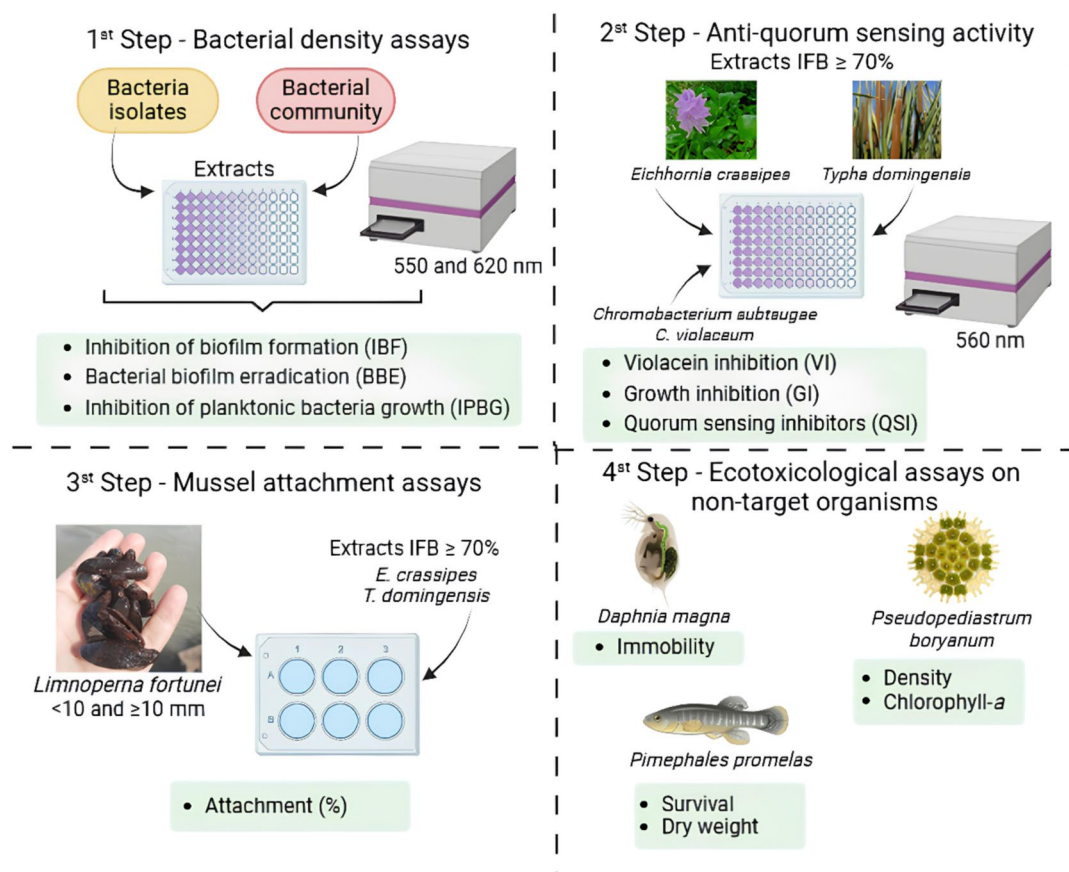 1st Step - Bacterial density assays
Bacteria
isolates
Bacterial
community
Extracts
550 and 620 nm
• Inhibition of biofilm formation (IBF)
• Bacterial biofilm erradication (BBE)
• Inhibition of planktonic bacteria growth (IPBG)
2st Step - Anti-quorum sensing activity
Extracts IFB ≥ 70%
Eichhornia crassipes
Typha domingensis
Chromobacterium subtsugae
C. violaceum
560 nm
• Violacein inhibition (VI)
• Growth inhibition (GI)
• Quorum sensing inhibitors (QSI)
3st Step - Mussel attachment assays
Limnoperna fortunei
<10 and ≥10 mm
Extracts IFB ≥ 70%
E. crassipes
T. domingensis
1 2 3
A
B
• Attachment (%)
4st Step - Ecotoxicological assays on
non-target organisms
Daphnia magna
• Immobility
Pseudopediastrum
boryanum
• Density
• Chlorophyll-a
Pimephales promelas
• Survival
• Dry weight